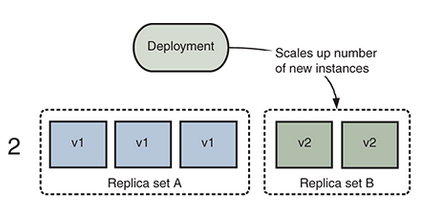 Deployment
Scales up number
of new instances
2
v1 v1 v1 v2 v2
Replica set A Replica set B